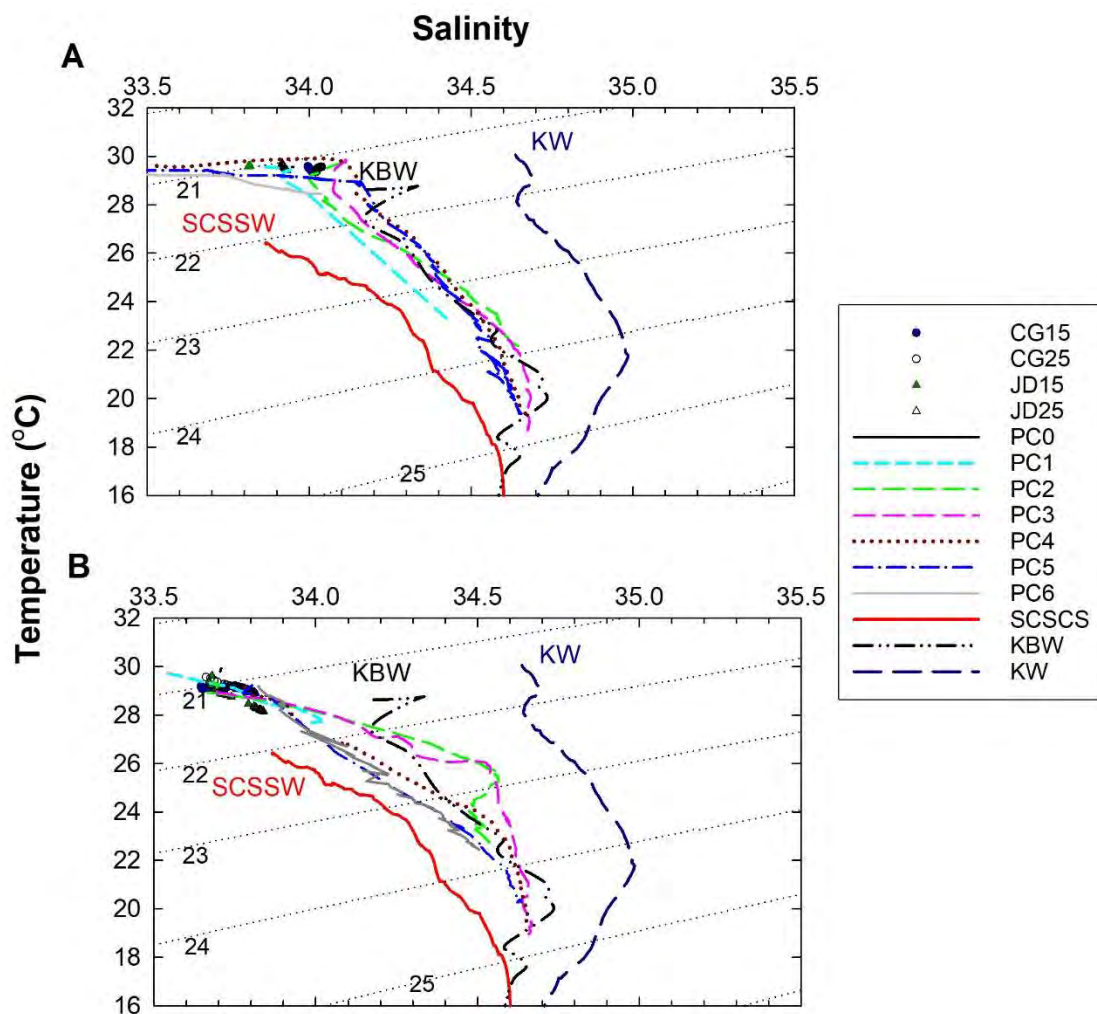 Salinity
A
33.5 34.0 34.5 35.0 35.5
32
30
28
26
24
22
20
18
16
KW
KBW
SCSSW
21
22
23
24
25
Temperature (°C)
CG15
CG25
JD15
JD25
PC0
PC1
PC2
PC3
PC4
PC5
PC6
SCSCS
KBW
KW
B
33.5 34.0 34.5 35.0 35.5
32
30
28
26
24
22
20
18
16
KW
KBW
SCSSW
21
22
23
24
25